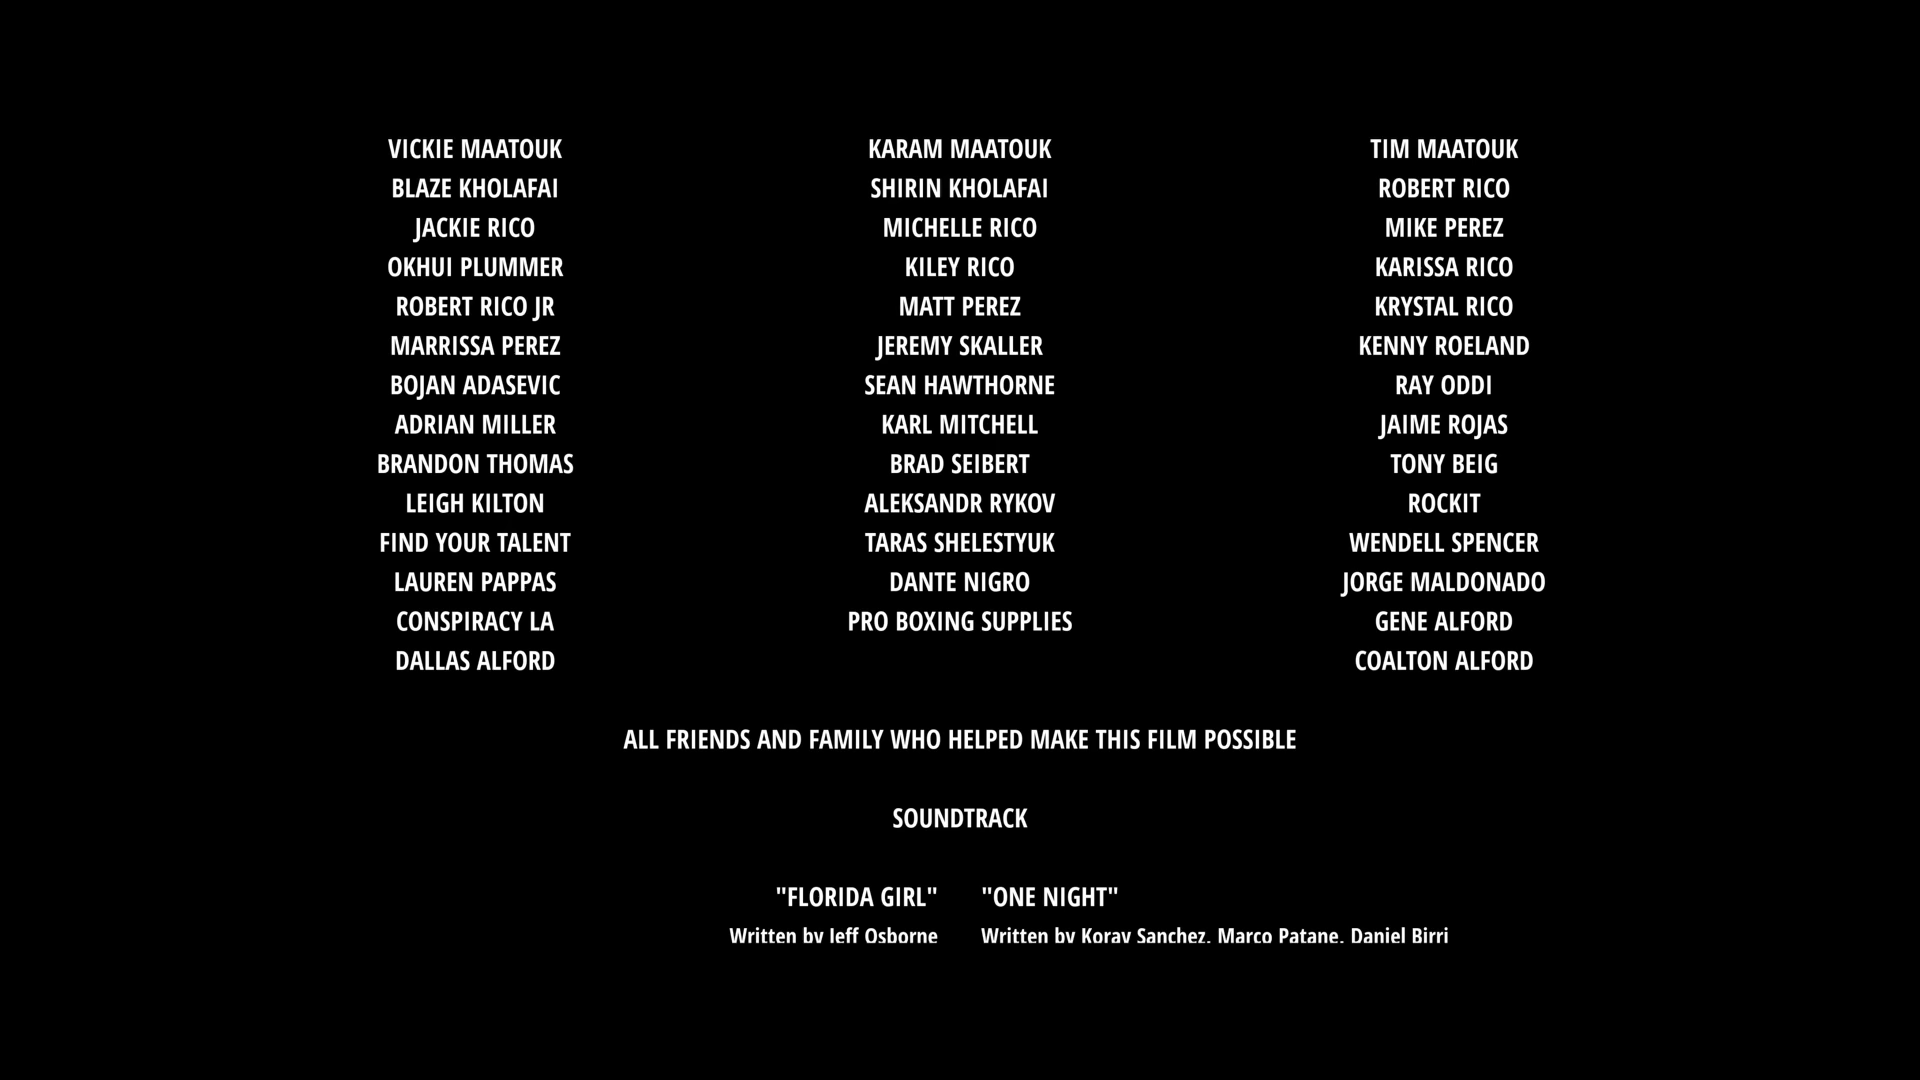 VICKIE MAATOUK KARAM MAATOUK TIM MAATOUK
BLAZE KHOLAFAI SHIRIN KHOLAFAI ROBERT RICO
JACKIE RICO MICHELLE RICO MIKE PEREZ
OKHUI PLUMMER KILEY RICO KARISSA RICO
ROBERT RICO JR MATT PEREZ KRYSTAL RICO
MARRISSA PEREZ JEREMY SKALLER KENNY ROELAND
BOJAN ADASEVIC SEAN HAWTHORNE RAY ODDI
ADRIAN MILLER KARL MITCHELL JAIME ROJAS
BRANDON THOMAS BRAD SEIBERT TONY BEIG
LEIGH KILTON ALEKSANDR RYKOV ROCKIT
FIND YOUR TALENT TARAS SHELESTYUK WENDELL SPENCER
LAUREN PAPPAS DANTE NIGRO JORGE MALDONADO
CONSPIRACY LA PRO BOXING SUPPLIES GENE ALFORD
DALLAS ALFORD COALTON ALFORD
ALL FRIENDS AND FAMILY WHO HELPED MAKE THIS FILM POSSIBLE
SOUNDTRACK
"FLORIDA GIRL" "ONE NIGHT"
Written by Jeff Osborne Written by Koray Sanchez, Marco Patane, Daniel Birri